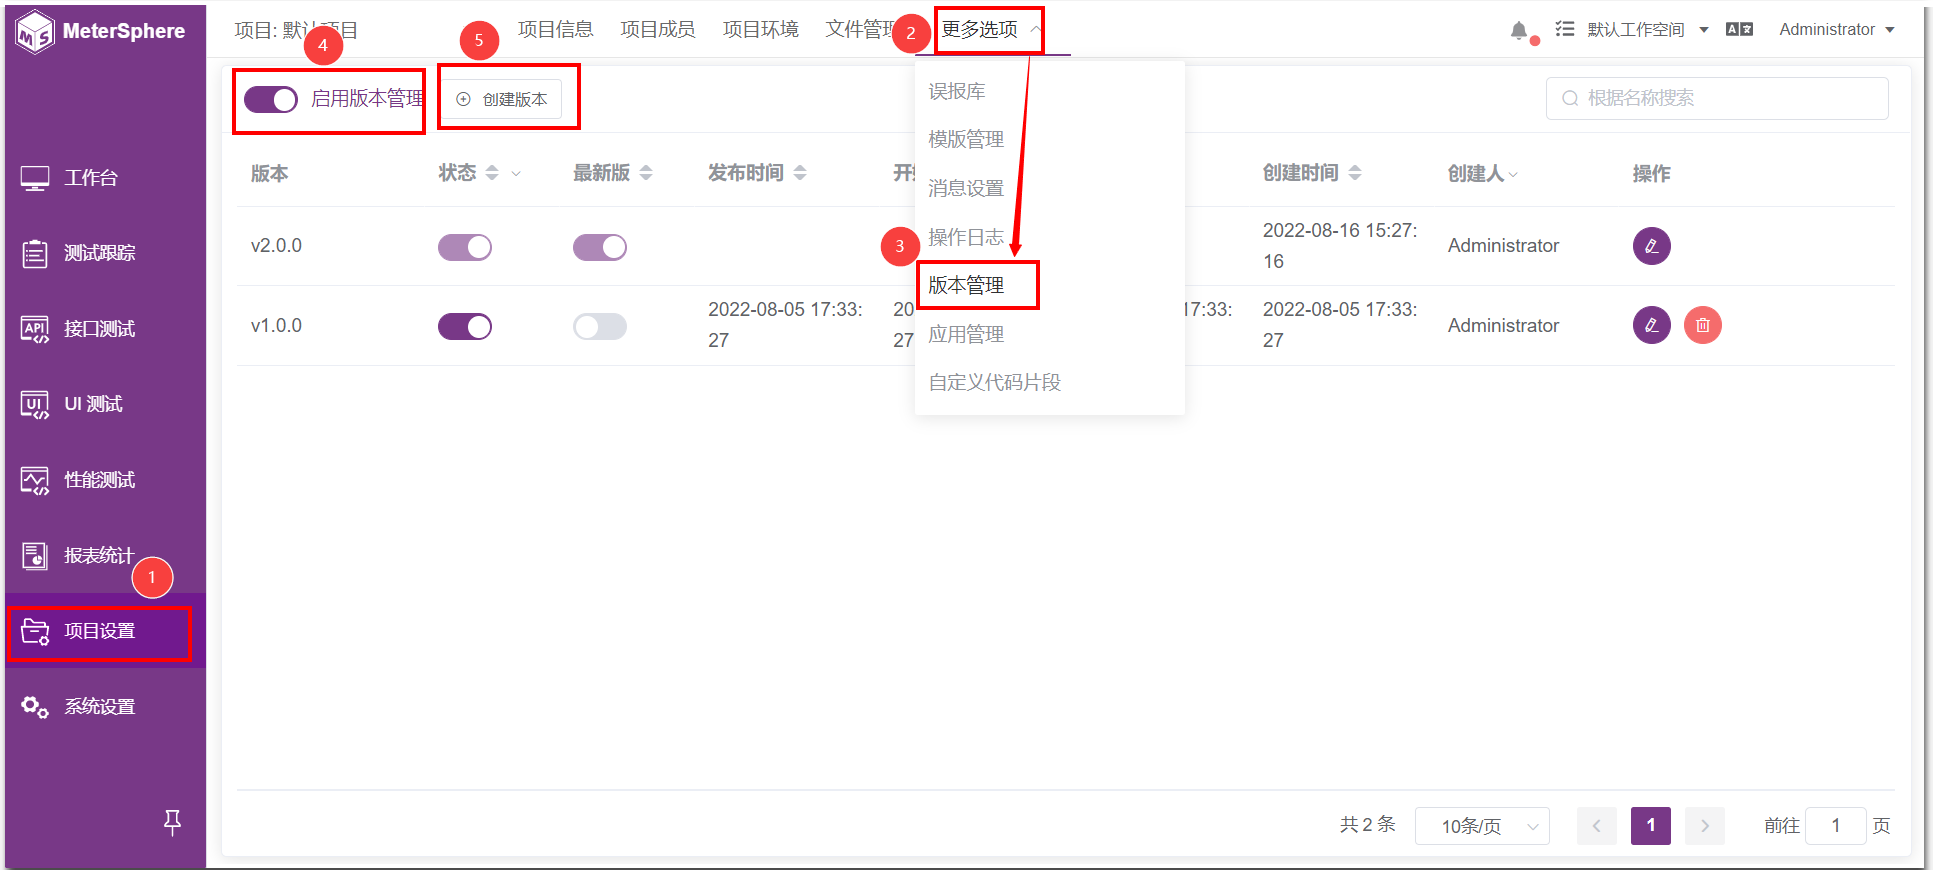 MeterSphere
项目: 默认项目
项目信息
项目成员
项目环境
文件管理
更多选项
默认工作空间
Administrator
4
5
2
启用版本管理
创建版本
根据名称搜索
误报库
模版管理
消息设置
操作日志
版本管理
应用管理
自定义代码片段
3
版本
状态
最新版
发布时间
创建时间
创建人
操作
v2.0.0
2022-08-16 15:27:
16
Administrator
v1.0.0
2022-08-05 17:33:
27
20
27
17:33:
2022-08-05 17:33:
27
Administrator
工作台
测试跟踪
API
接口测试
UI
UI 测试
性能测试
报表统计
1
项目设置
系统设置
共 2 条
10条/页
1
前往
1
页